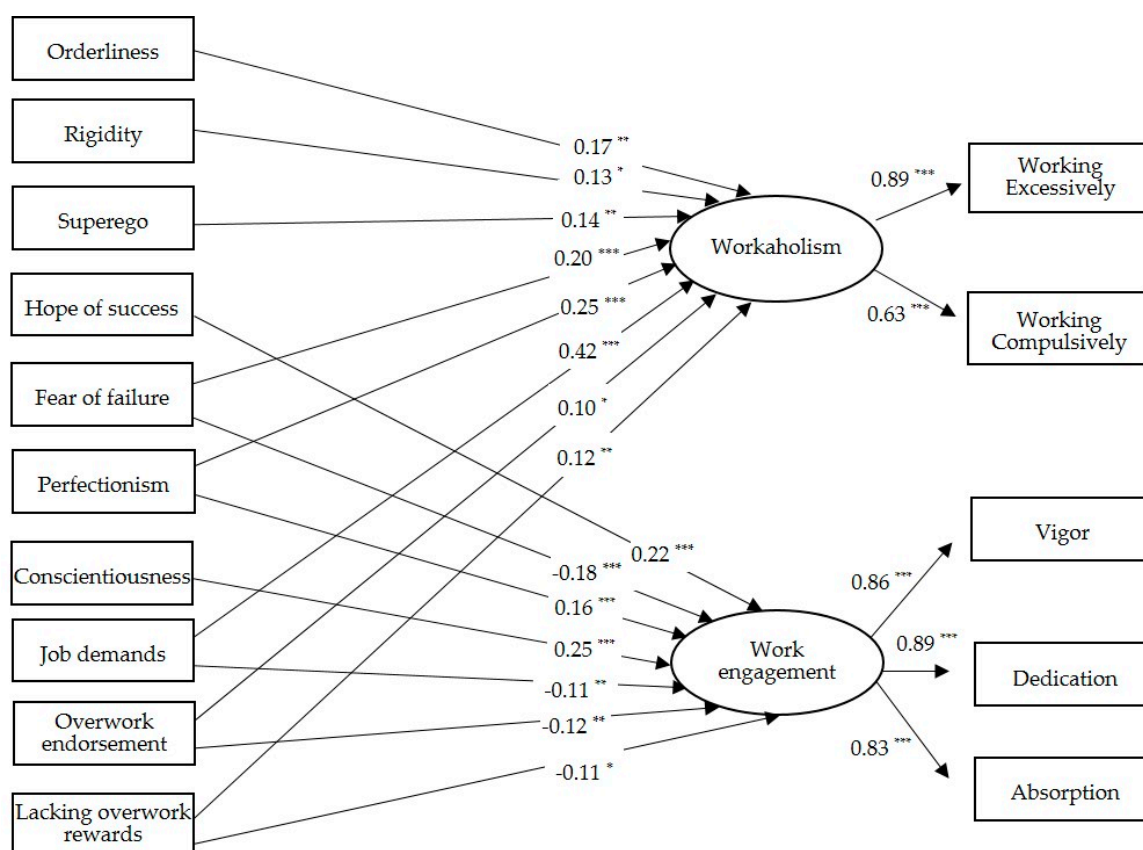 Orderliness
Rigidity
Superego
Hope of success
Fear of failure
Perfectionism
Conscientiousness
Job demands
Overwork
endorsement
Lacking overwork
rewards
0.17 **
0.13 *
0.14 **
0.20 ***
0.25 ***
0.42 ***
0.10 *
0.12 **
0.22 ***
-0.18 ***
0.16 ***
0.25 ***
-0.11 **
-0.12 **
-0.11 *
Workaholism
Work
engagement
0.89 ***
0.63 ***
0.86 ***
0.89 ***
0.83 ***
Working
Excessively
Working
Compulsively
Vigor
Dedication
Absorption